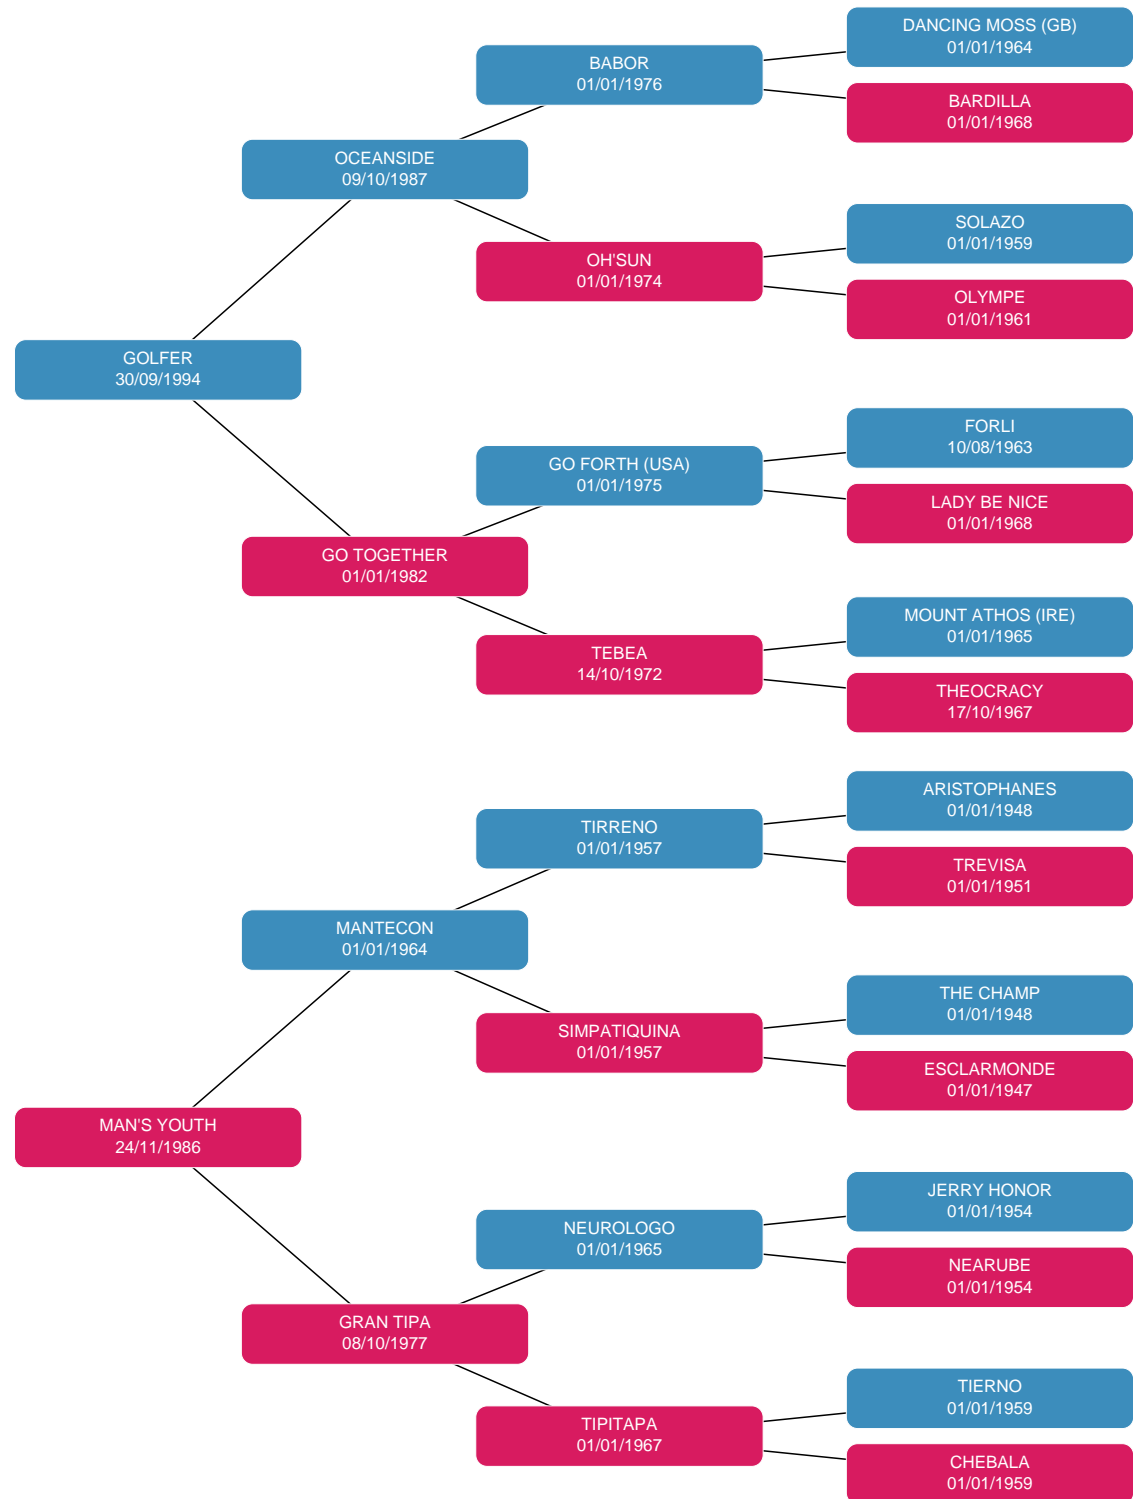 DANCING MOSS (GB)
01/01/1964
BABOR
01/01/1976
BARDILLA
01/01/1968
OCEANSIDE
09/10/1987
SOLAZO
01/01/1959
OH'SUN
01/01/1974
OLYMPE
01/01/1961
GOLFER
30/09/1994
FORLI
10/08/1963
GO FORTH (USA)
01/01/1975
LADY BE NICE
01/01/1968
GO TOGETHER
01/01/1982
MOUNT ATHOS (IRE)
01/01/1965
TEBEA
14/10/1972
THEOCRACY
17/10/1967
ARISTOPHANES
01/01/1948
TIRRENO
01/01/1957
TREVISA
01/01/1951
MANTECON
01/01/1964
THE CHAMP
01/01/1948
SIMPATIQUINA
01/01/1957
ESCLARMONDE
01/01/1947
MAN'S YOUTH
24/11/1986
JERRY HONOR
01/01/1954
NEUROLOGO
01/01/1965
NEARUBE
01/01/1954
GRAN TIPA
08/10/1977
TIERNO
01/01/1959
TIPITAPA
01/01/1967
CHEBALA
01/01/1959